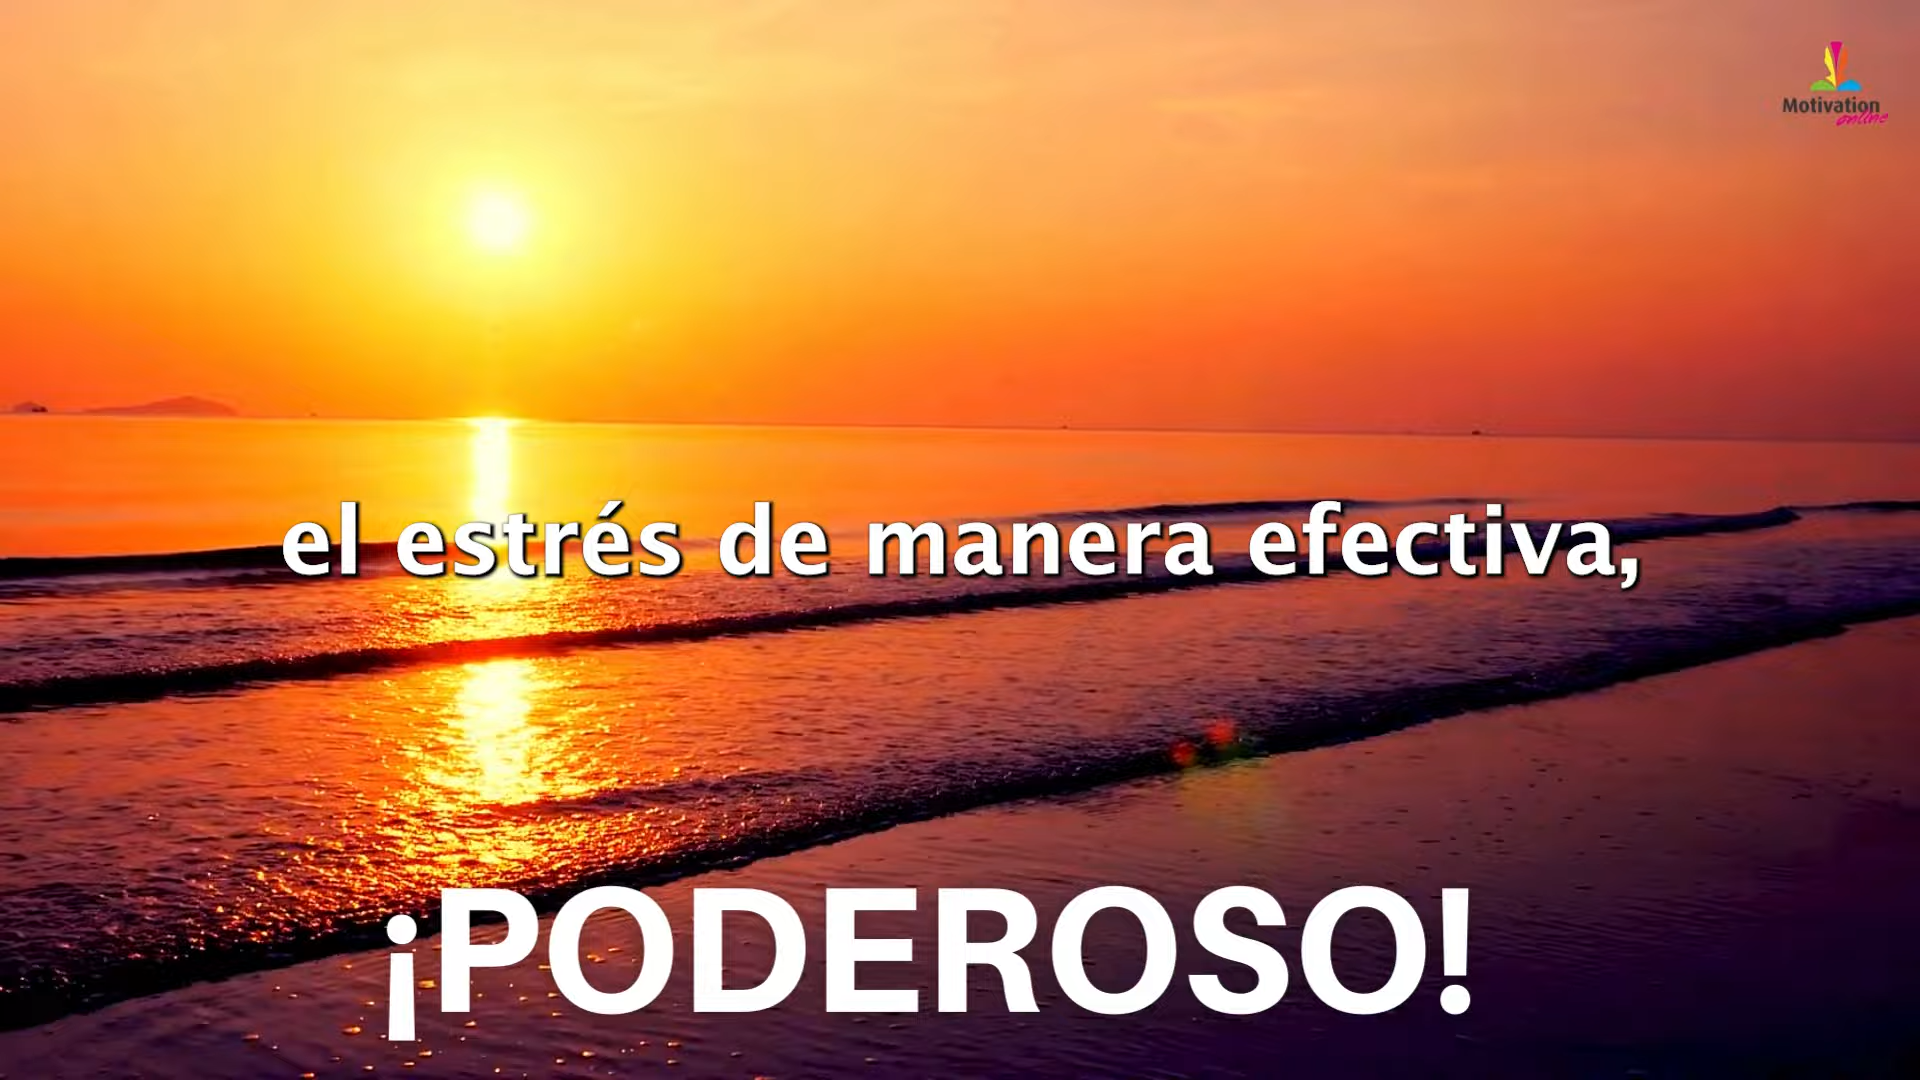 Motivation
online
el estrés de manera efectiva,
¡PODEROSO!